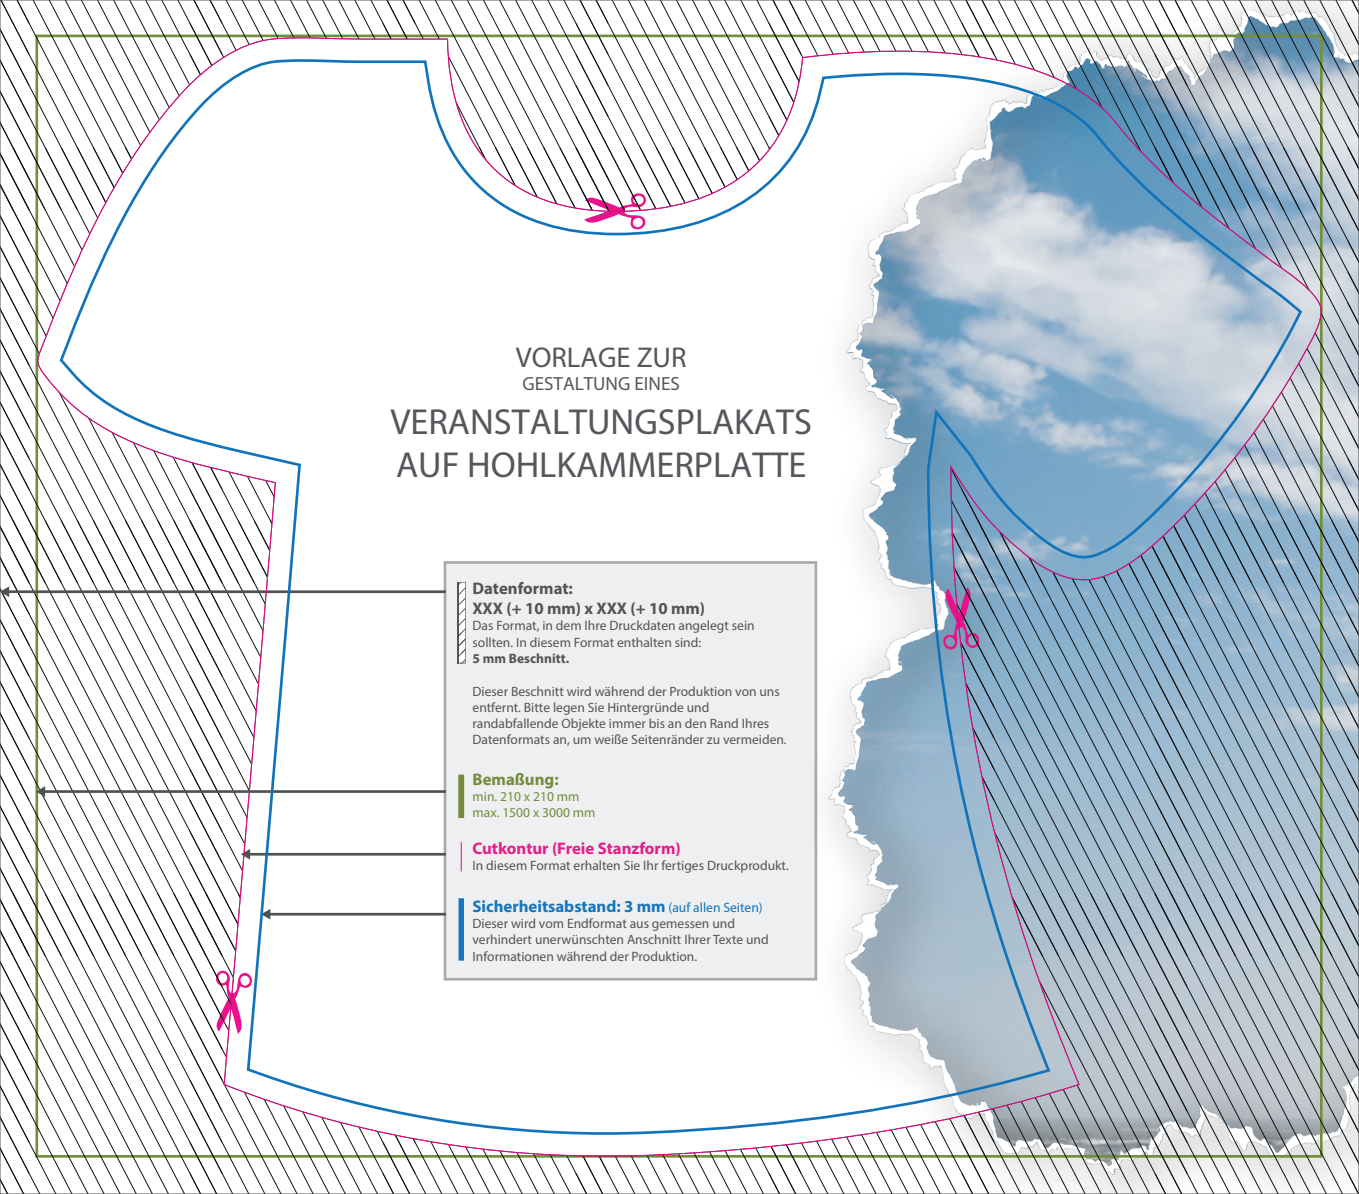 VORLAGE ZUR
GESTALTUNG EINES
VERANSTALTUNGSPLAKATS
AUF HOHLKAMMERPLATTE
Datenformat:
XXX (+ 10 mm) x XXX (+ 10 mm)
Das Format, in dem Ihre Druckdaten angelegt sein
sollten. In diesem Format enthalten sind:
5 mm Beschnitt.
Dieser Beschnitt wird während der Produktion von uns
entfernt. Bitte legen Sie Hintergründe und
randabfallende Objekte immer bis an den Rand Ihres
Datenformats an, um weiße Seitenränder zu vermeiden.
Bemaßung:
min. 210 x 210 mm
max. 1500 x 3000 mm
Cutkontur (Freie Stanzform)
In diesem Format erhalten Sie Ihr fertiges Druckprodukt.
Sicherheitsabstand: 3 mm (auf allen Seiten)
Dieser wird vom Endformat aus gemessen und
verhindert unerwünschten Anschnitt Ihrer Texte und
Informationen während der Produktion.